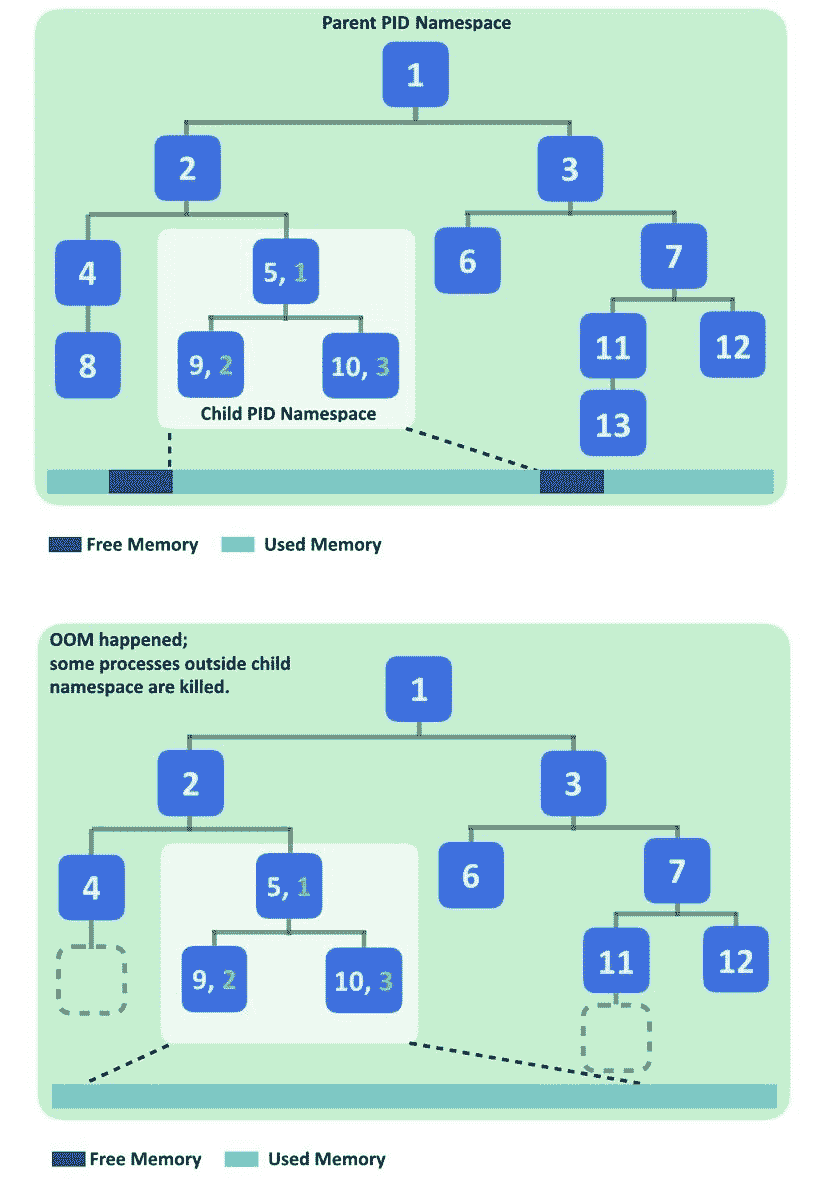 Parent PID Namespace
1
2
3
4
5, 1
6
7
8
9, 2
10, 3
11
12
Child PID Namespace
13
Free Memory
Used Memory
OOM happened;
some processes outside child
namespace are killed.
1
2
3
4
5, 1
6
7
9, 2
10, 3
11
12
Free Memory
Used Memory